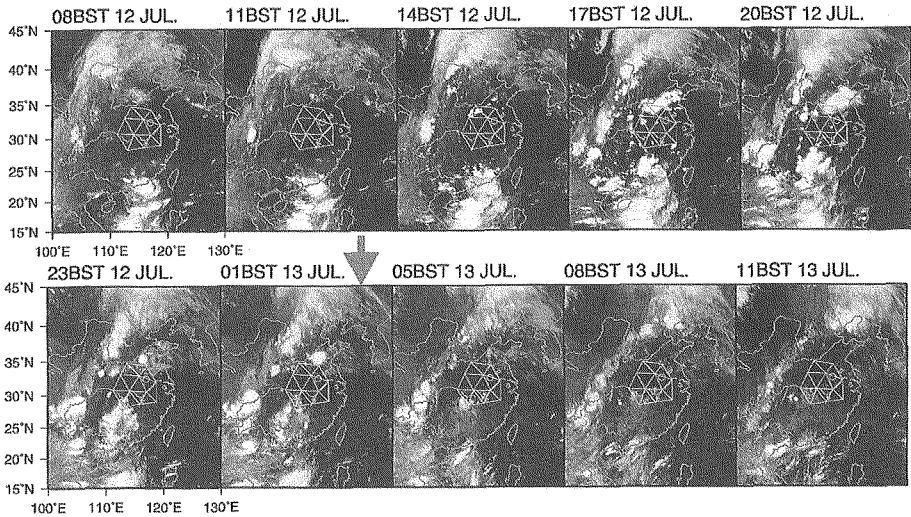 08BST 12 JUL. 11BST 12 JUL. 14BST 12 JUL. 17BST 12 JUL. 20BST 12 JUL.
45°N
40°N
35°N
30°N
25°N
20°N
15°N
100°E 110°E 120°E 130°E
23BST 12 JUL. 01BST 13 JUL. 05BST 13 JUL. 08BST 13 JUL. 11BST 13 JUL.
45°N
40°N
35°N
30°N
25°N
20°N
15°N
100°E 110°E 120°E 130°E